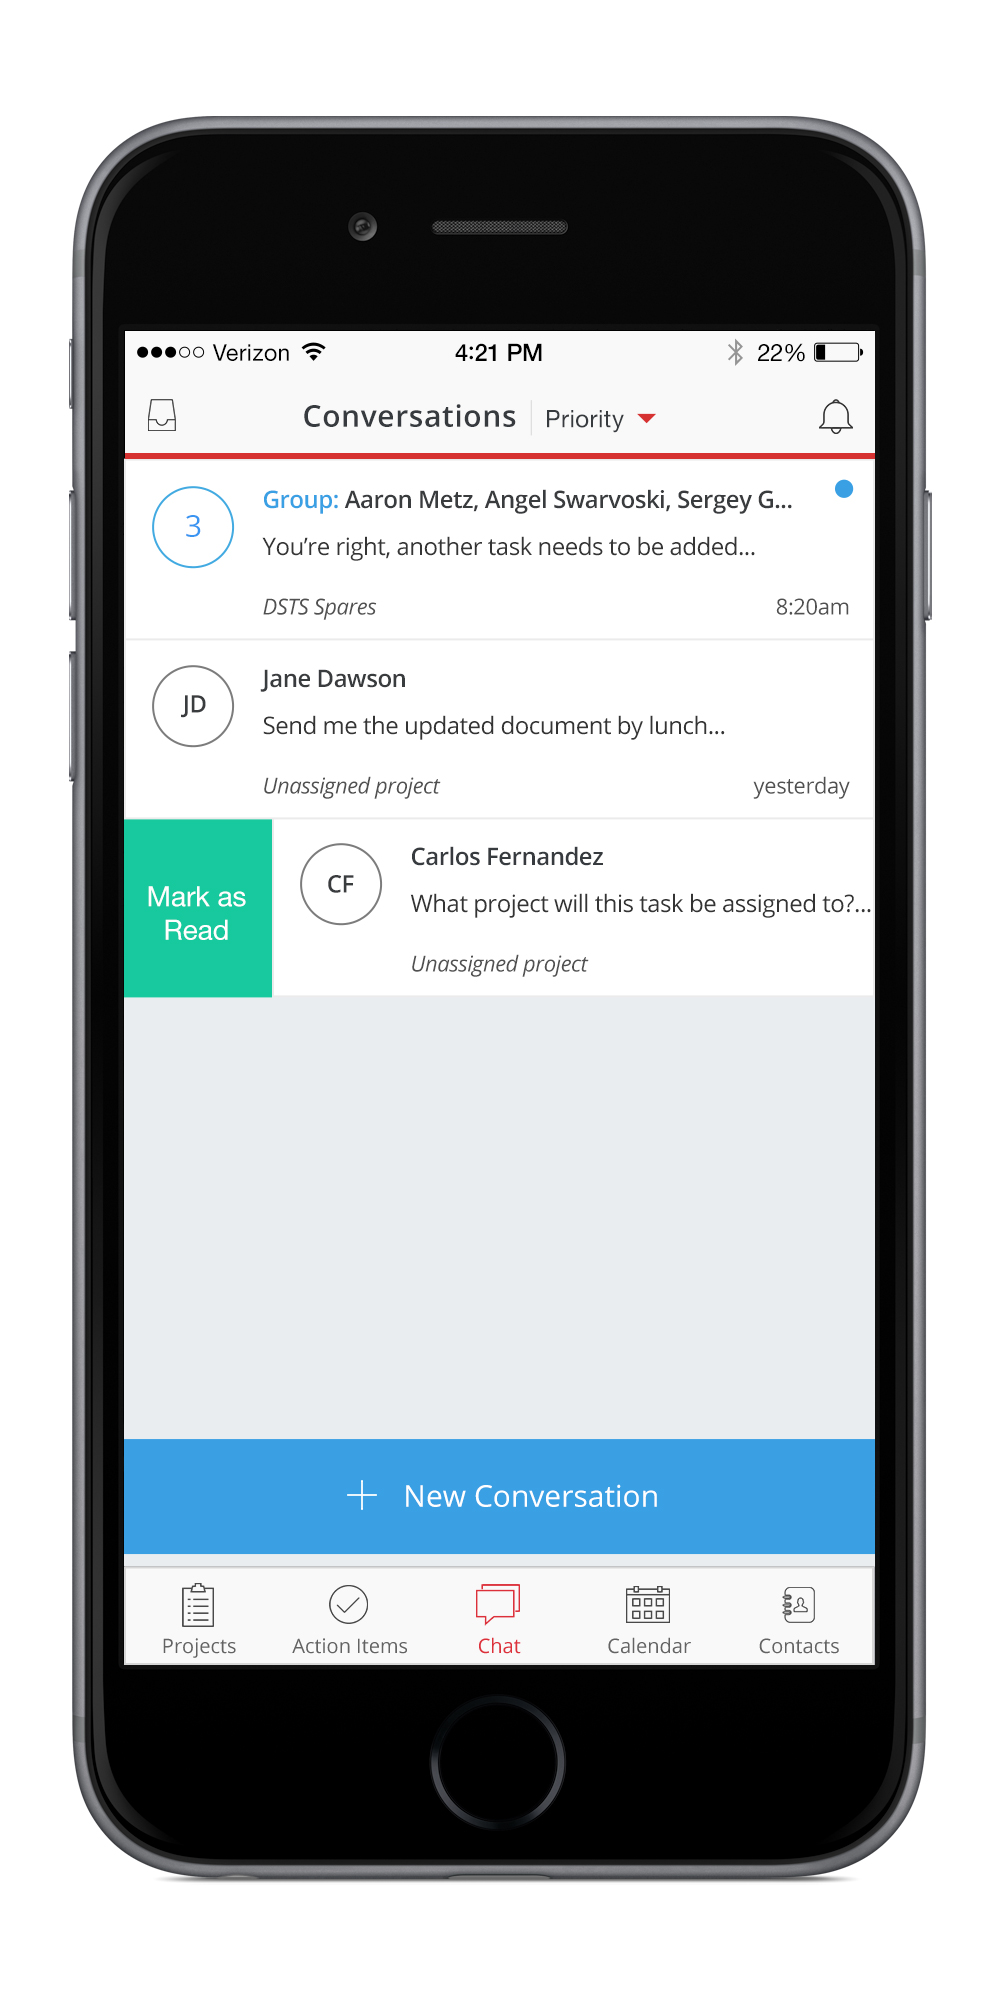 Verizon 4:21 PM 22%
Conversations Priority
3
Group: Aaron Metz, Angel Swarvoski, Sergey G...
You’re right, another task needs to be added...
DSTS Spares 8:20am
JD
Jane Dawson
Send me the updated document by lunch...
Unassigned project yesterday
Mark as
Read
CF
Carlos Fernandez
What project will this task be assigned to?...
Unassigned project
New Conversation
Projects Action Items Chat Calendar Contacts